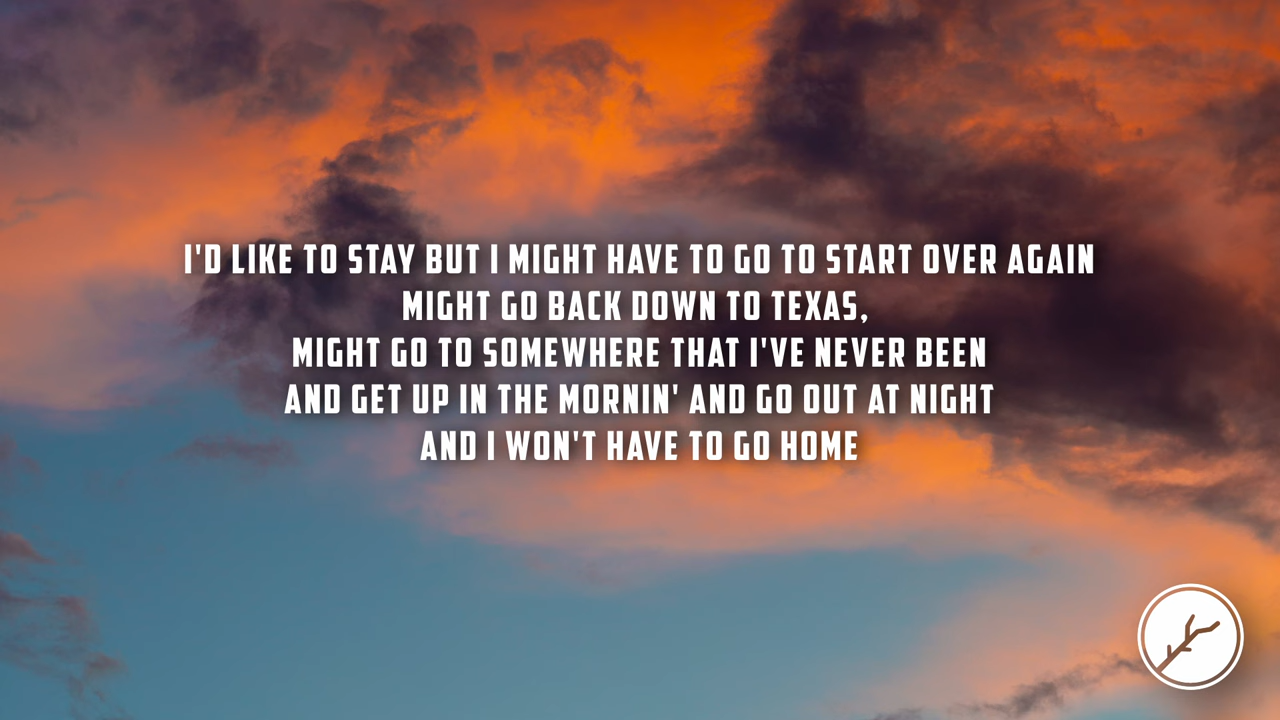 I'D LIKE TO STAY BUT I MIGHT HAVE TO GO TO START OVER AGAIN
MIGHT GO BACK DOWN TO TEXAS,
MIGHT GO TO SOMEWHERE THAT I'VE NEVER BEEN
AND GET UP IN THE MORNIN' AND GO OUT AT NIGHT
AND I WON'T HAVE TO GO HOME